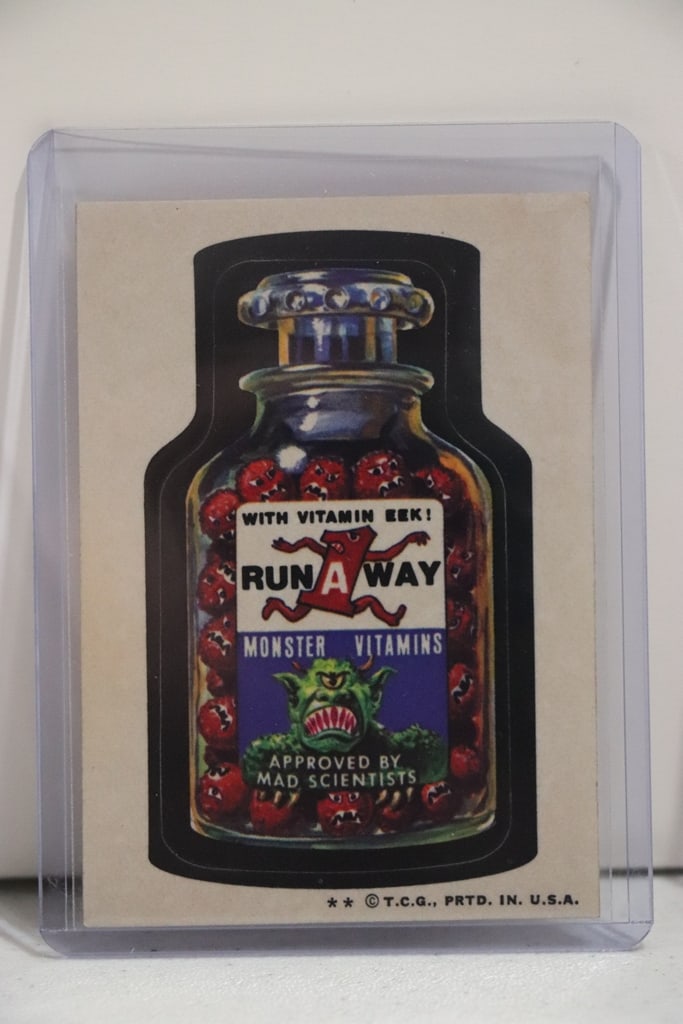 WITH VITAMIN EEK!
RUN A WAY
MONSTER VITAMINS
APPROVED BY
MAD SCIENTISTS
** © T.C.G., PRTD. IN. U.S.A.